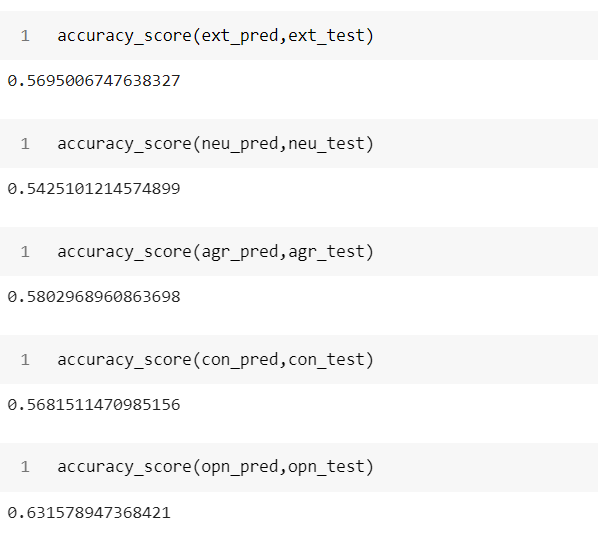 1 accuracy_score(ext_pred,ext_test)
0.5695006747638327
1 accuracy_score(neu_pred,neu_test)
0.5425101214574899
1 accuracy_score(agr_pred,agr_test)
0.5802968960863698
1 accuracy_score(con_pred,con_test)
0.5681511470985156
1 accuracy_score(opn_pred,opn_test)
0.631578947368421